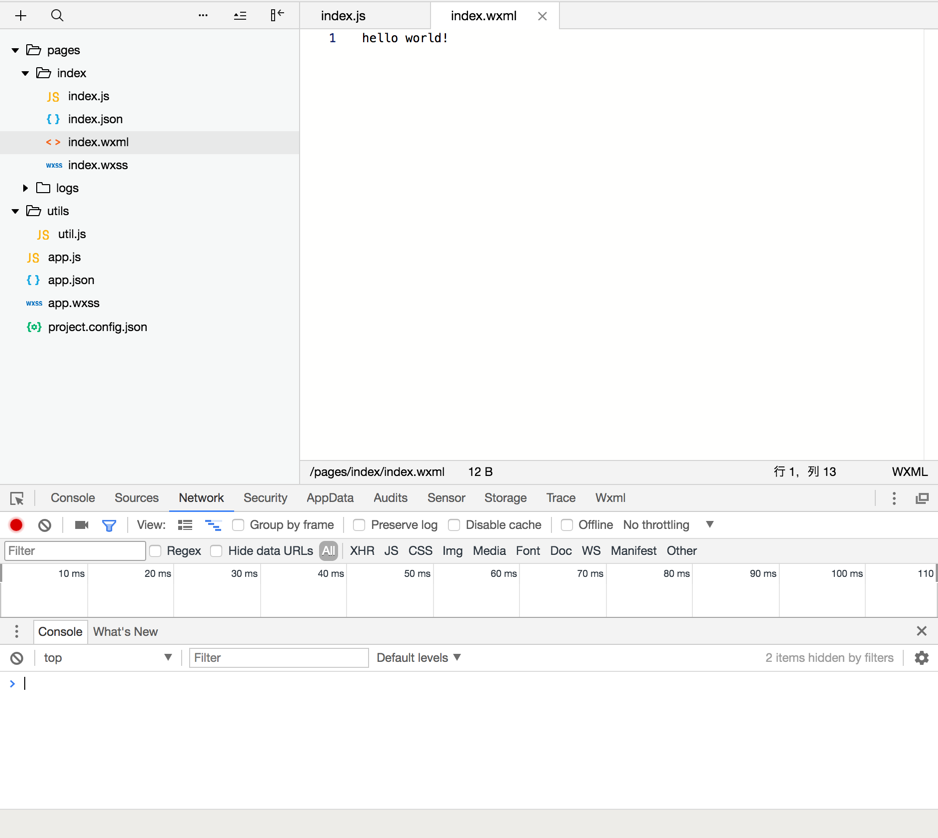 index.js
index.wxml
pages
index
JS index.js
{ } index.json
< > index.wxml
wxss index.wxss
logs
utils
JS util.js
JS app.js
{ } app.json
wxss app.wxss
{o} project.config.json
1 hello world!
/pages/index/index.wxml 12 B 行 1，列 13 WXML
Console Sources Network Security AppData Audits Sensor Storage Trace Wxml
View: Group by frame Preserve log Disable cache Offline No throttling
Filter Regex Hide data URLs All XHR JS CSS Img Media Font Doc WS Manifest Other
10 ms 20 ms 30 ms 40 ms 50 ms 60 ms 70 ms 80 ms 90 ms 100 ms 110
Console What's New
top Filter Default levels 2 items hidden by filters